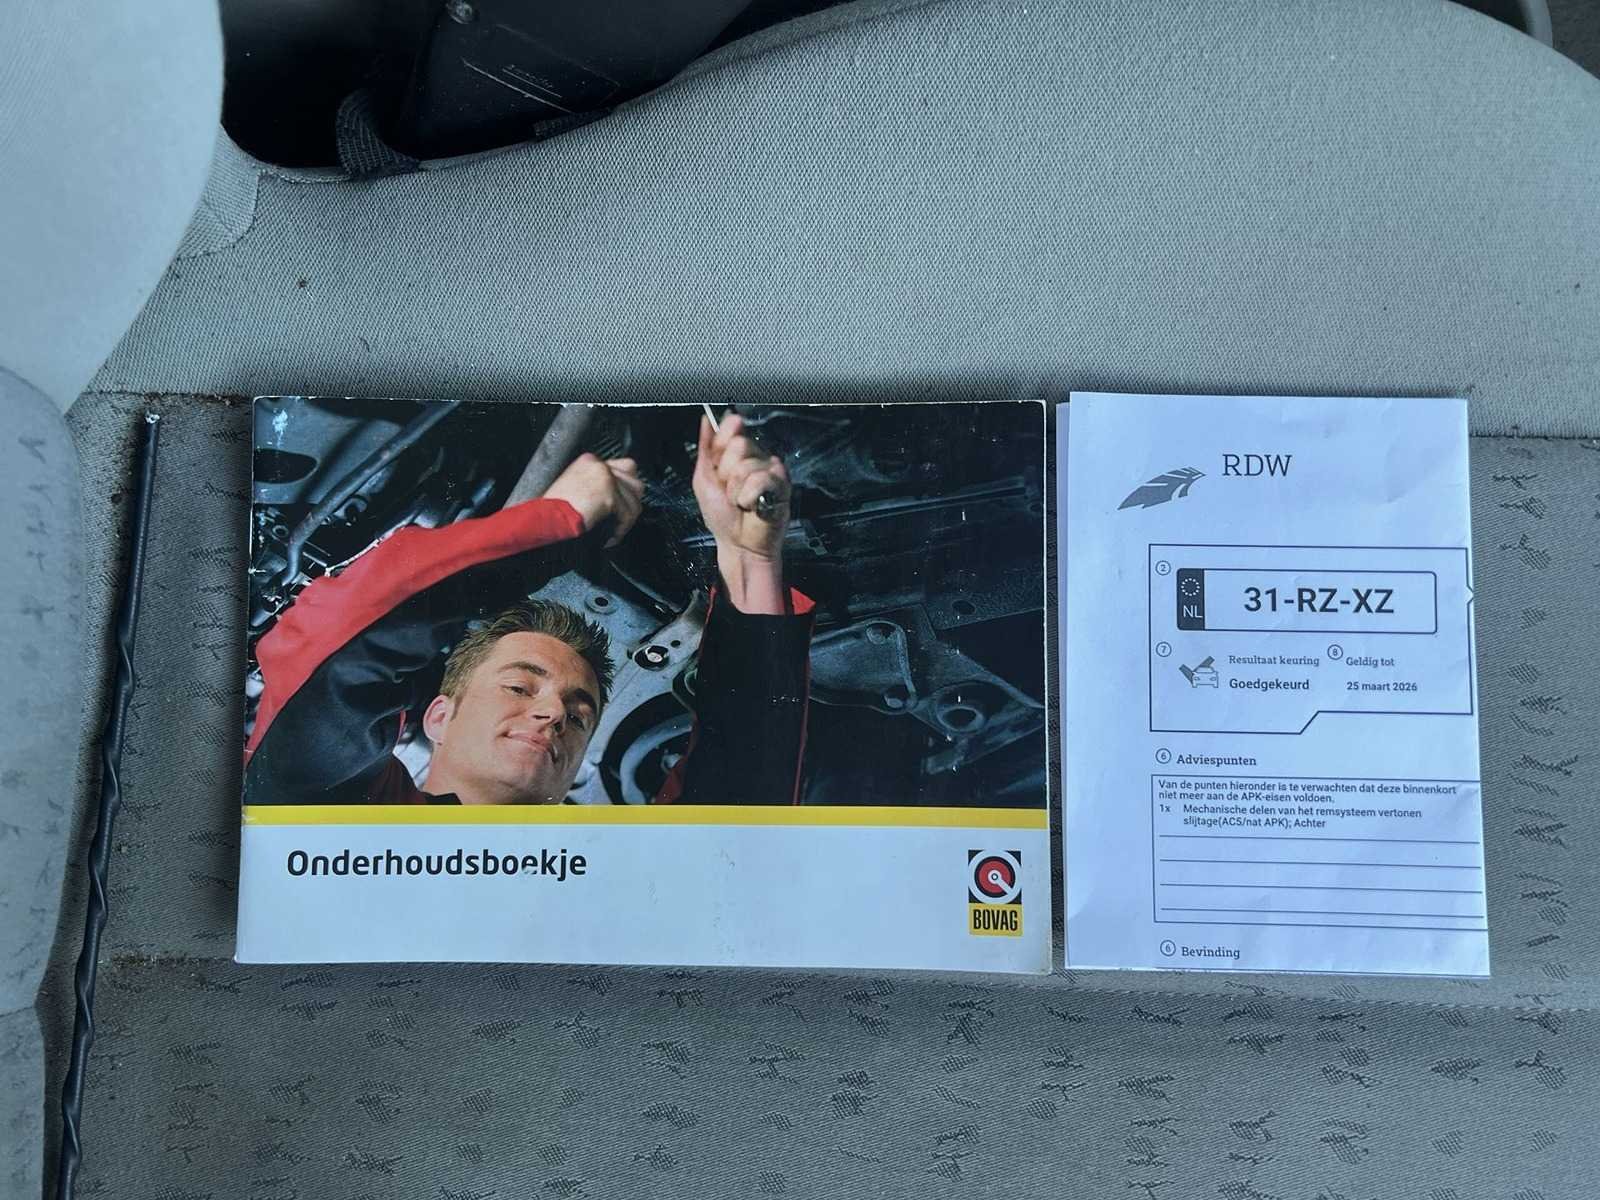 Onderhoudsboekje
BOVAG
RDW
2
NL
31-RZ-XZ
7
Resultaat keuring
Goedgekeurd
8
Geldig tot
25 maart 2026
6 Adviespunten
Van de punten hieronder is te verwachten dat deze binnenkort
niet meer aan de APK-eisen voldoen.
1x Mechanische delen van het remsysteem vertonen
slijtage(AC5/nat APK); Achter
6 Bevinding